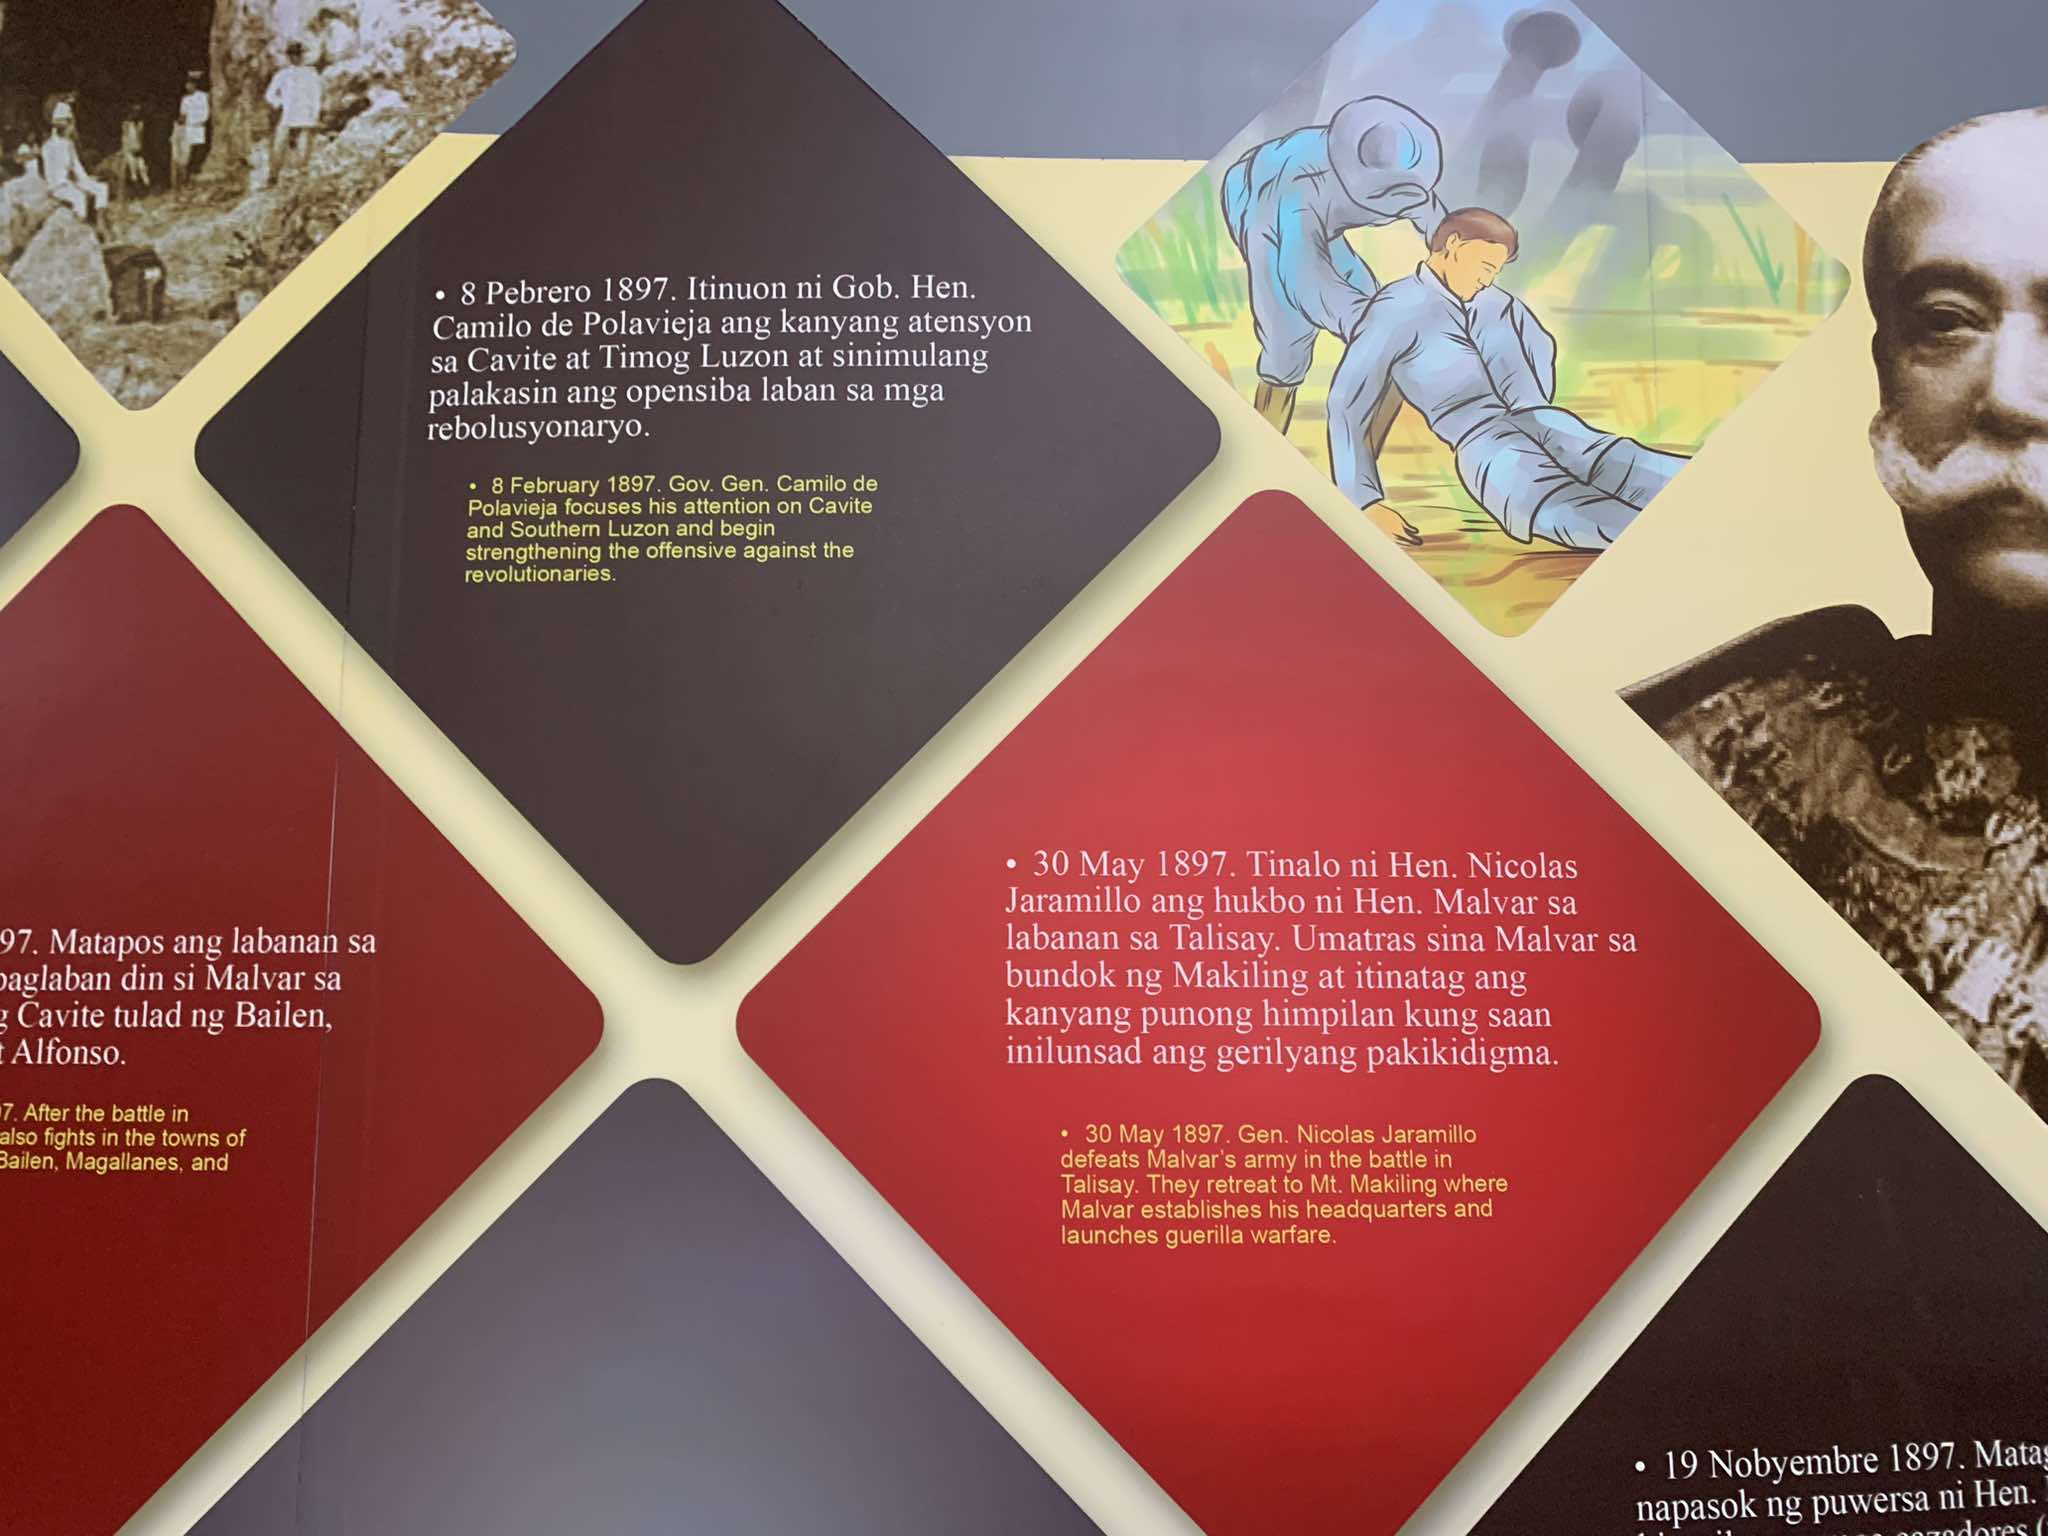 • 8 Pebrero 1897. Itinuon ni Gob. Hen.
Camilo de Polavieja ang kanyang atensyon
sa Cavite at Timog Luzon at sinimulang
palakasin ang opensiba laban sa mga
rebolusyonaryo.
• 8 February 1897. Gov. Gen. Camilo de
Polavieja focuses his attention on Cavite
and Southern Luzon and begin
strengthening the offensive against the
revolutionaries.
97. Matapos ang labanan sa
paglaban din si Malvar sa
Cavite tulad ng Bailen,
Alfonso.
7. After the battle in
also fights in the towns of
Bailen, Magallanes, and
• 30 May 1897. Tinalo ni Hen. Nicolas
Jaramillo ang hukbo ni Hen. Malvar sa
labanan sa Talisay. Umatras sina Malvar sa
bundok ng Makiling at itinatag ang
kanyang punong himpilan kung saan
inilunsad ang gerilyang pakikidigma.
• 30 May 1897. Gen. Nicolas Jaramillo
defeats Malvar's army in the battle in
Talisay. They retreat to Mt. Makiling where
Malvar establishes his headquarters and
launches guerilla warfare.
• 19 Nobyembre 1897.
napasok ng puwersa ni Hen.